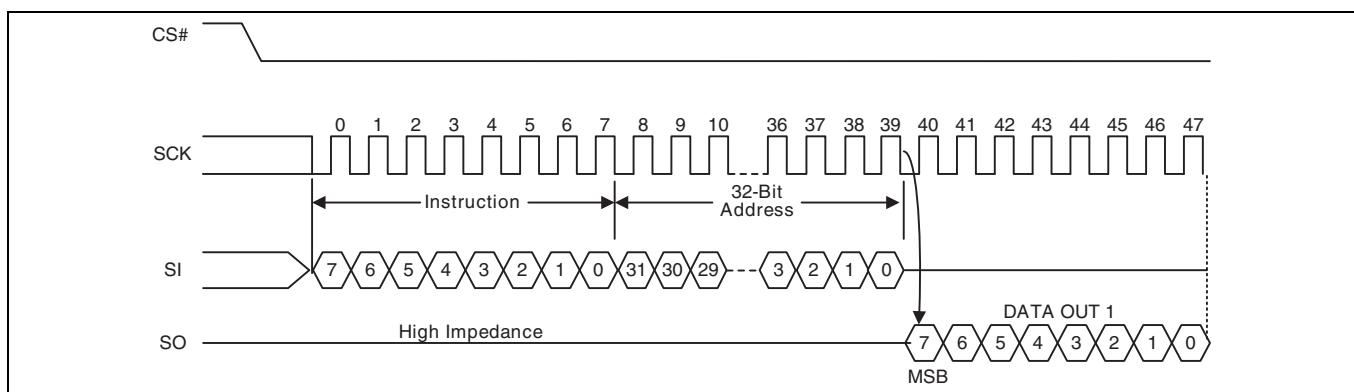 CS#
0 1 2 3 4 5 6 7 8 9 10 36 37 38 39 40 41 42 43 44 45 46 47
SCK
Instruction
32-Bit
Address
SI
7 6 5 4 3 2 1 0 31 30 29 3 2 1 0
DATA OUT 1
High Impedance
SO
7 6 5 4 3 2 1 0
MSB